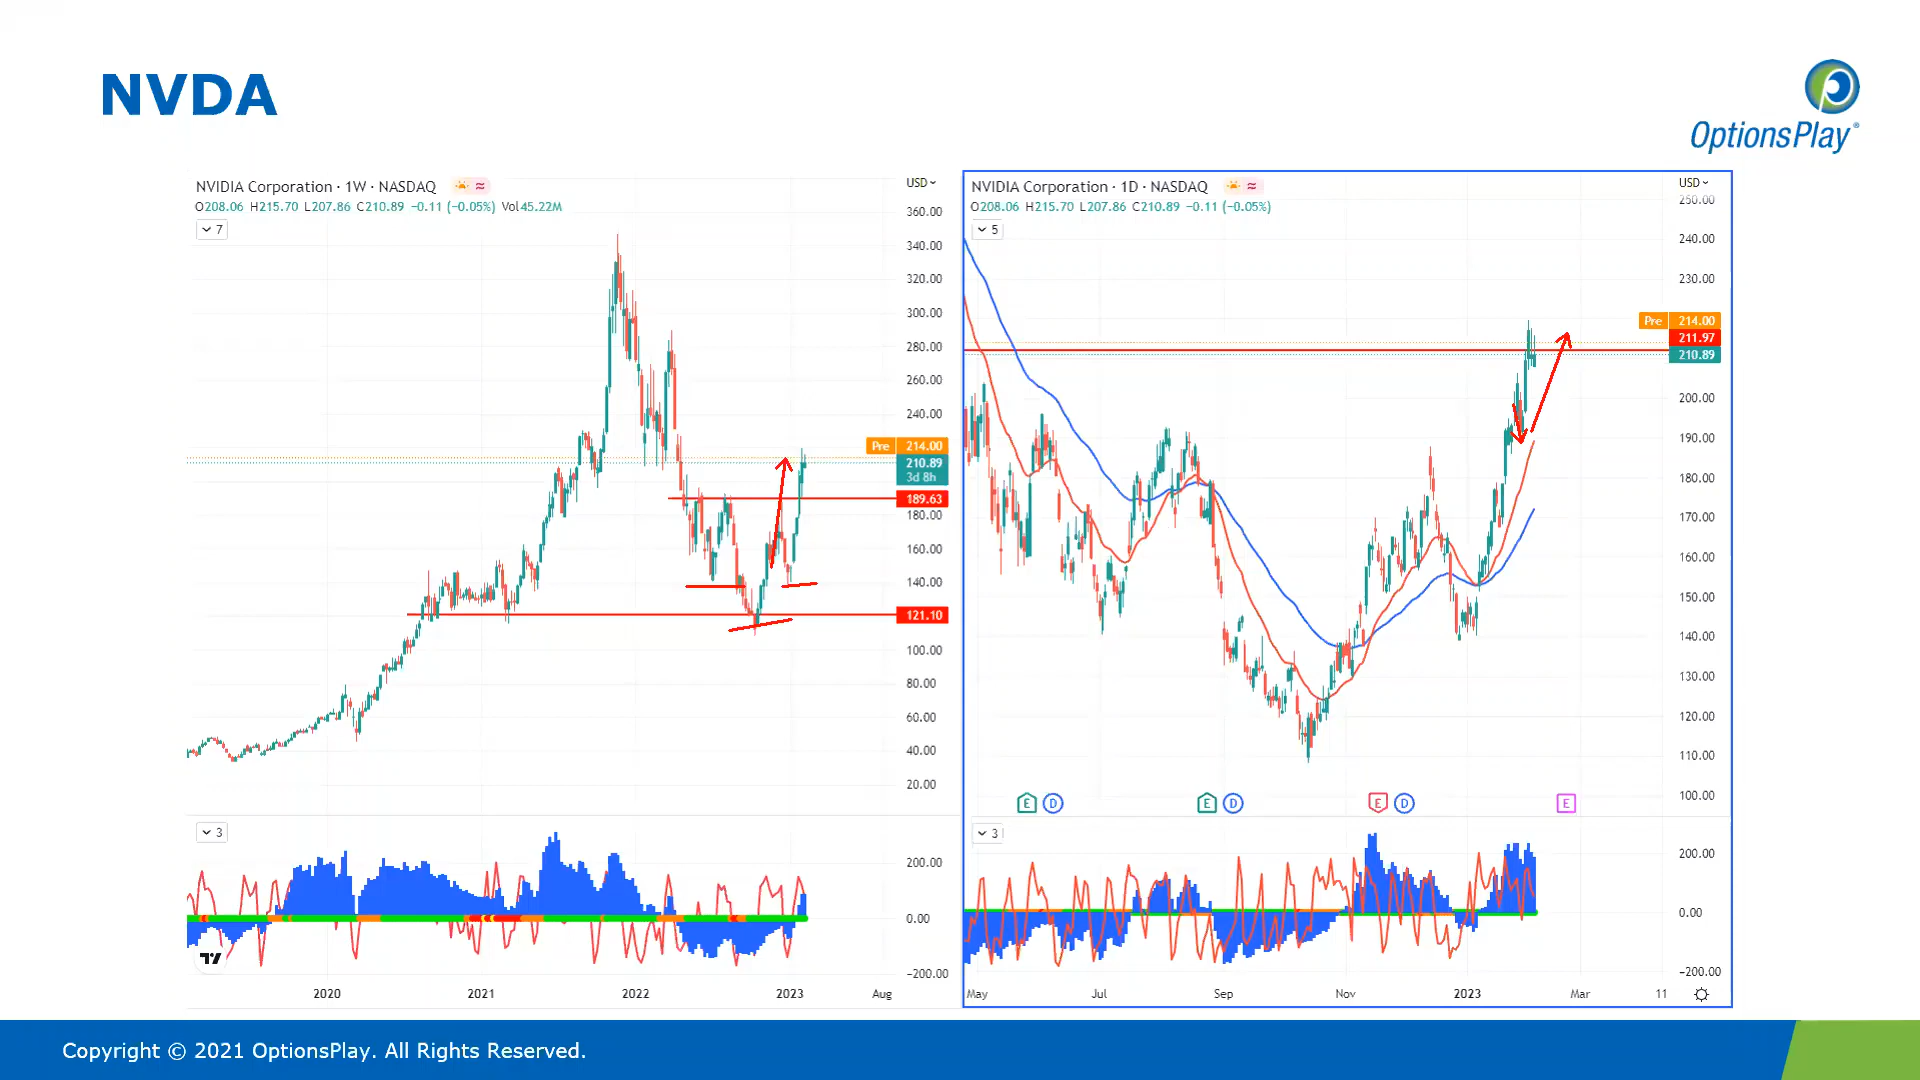 NVDA
OptionsPlay®
NVIDIA Corporation · 1W · NASDAQ
O208.06 H215.70 L207.86 C210.89 −0.11 (−0.05%) Vol45.22M
7
USD
360.00
340.00
320.00
300.00
280.00
260.00
240.00
Pre 214.00
210.89
3d 8h
189.63
180.00
160.00
140.00
121.10
100.00
80.00
60.00
40.00
20.00
3
200.00
0.00
−200.00
2020 2021 2022 2023 Aug
NVIDIA Corporation · 1D · NASDAQ
O208.06 H215.70 L207.86 C210.89 −0.11 (−0.05%)
5
USD
250.00
240.00
230.00
Pre 214.00
211.97
210.89
200.00
190.00
180.00
170.00
160.00
150.00
140.00
130.00
120.00
110.00
100.00
E D E D E D E
3
200.00
0.00
−200.00
May Jul Sep Nov 2023 Mar 11
Copyright © 2021 OptionsPlay. All Rights Reserved.